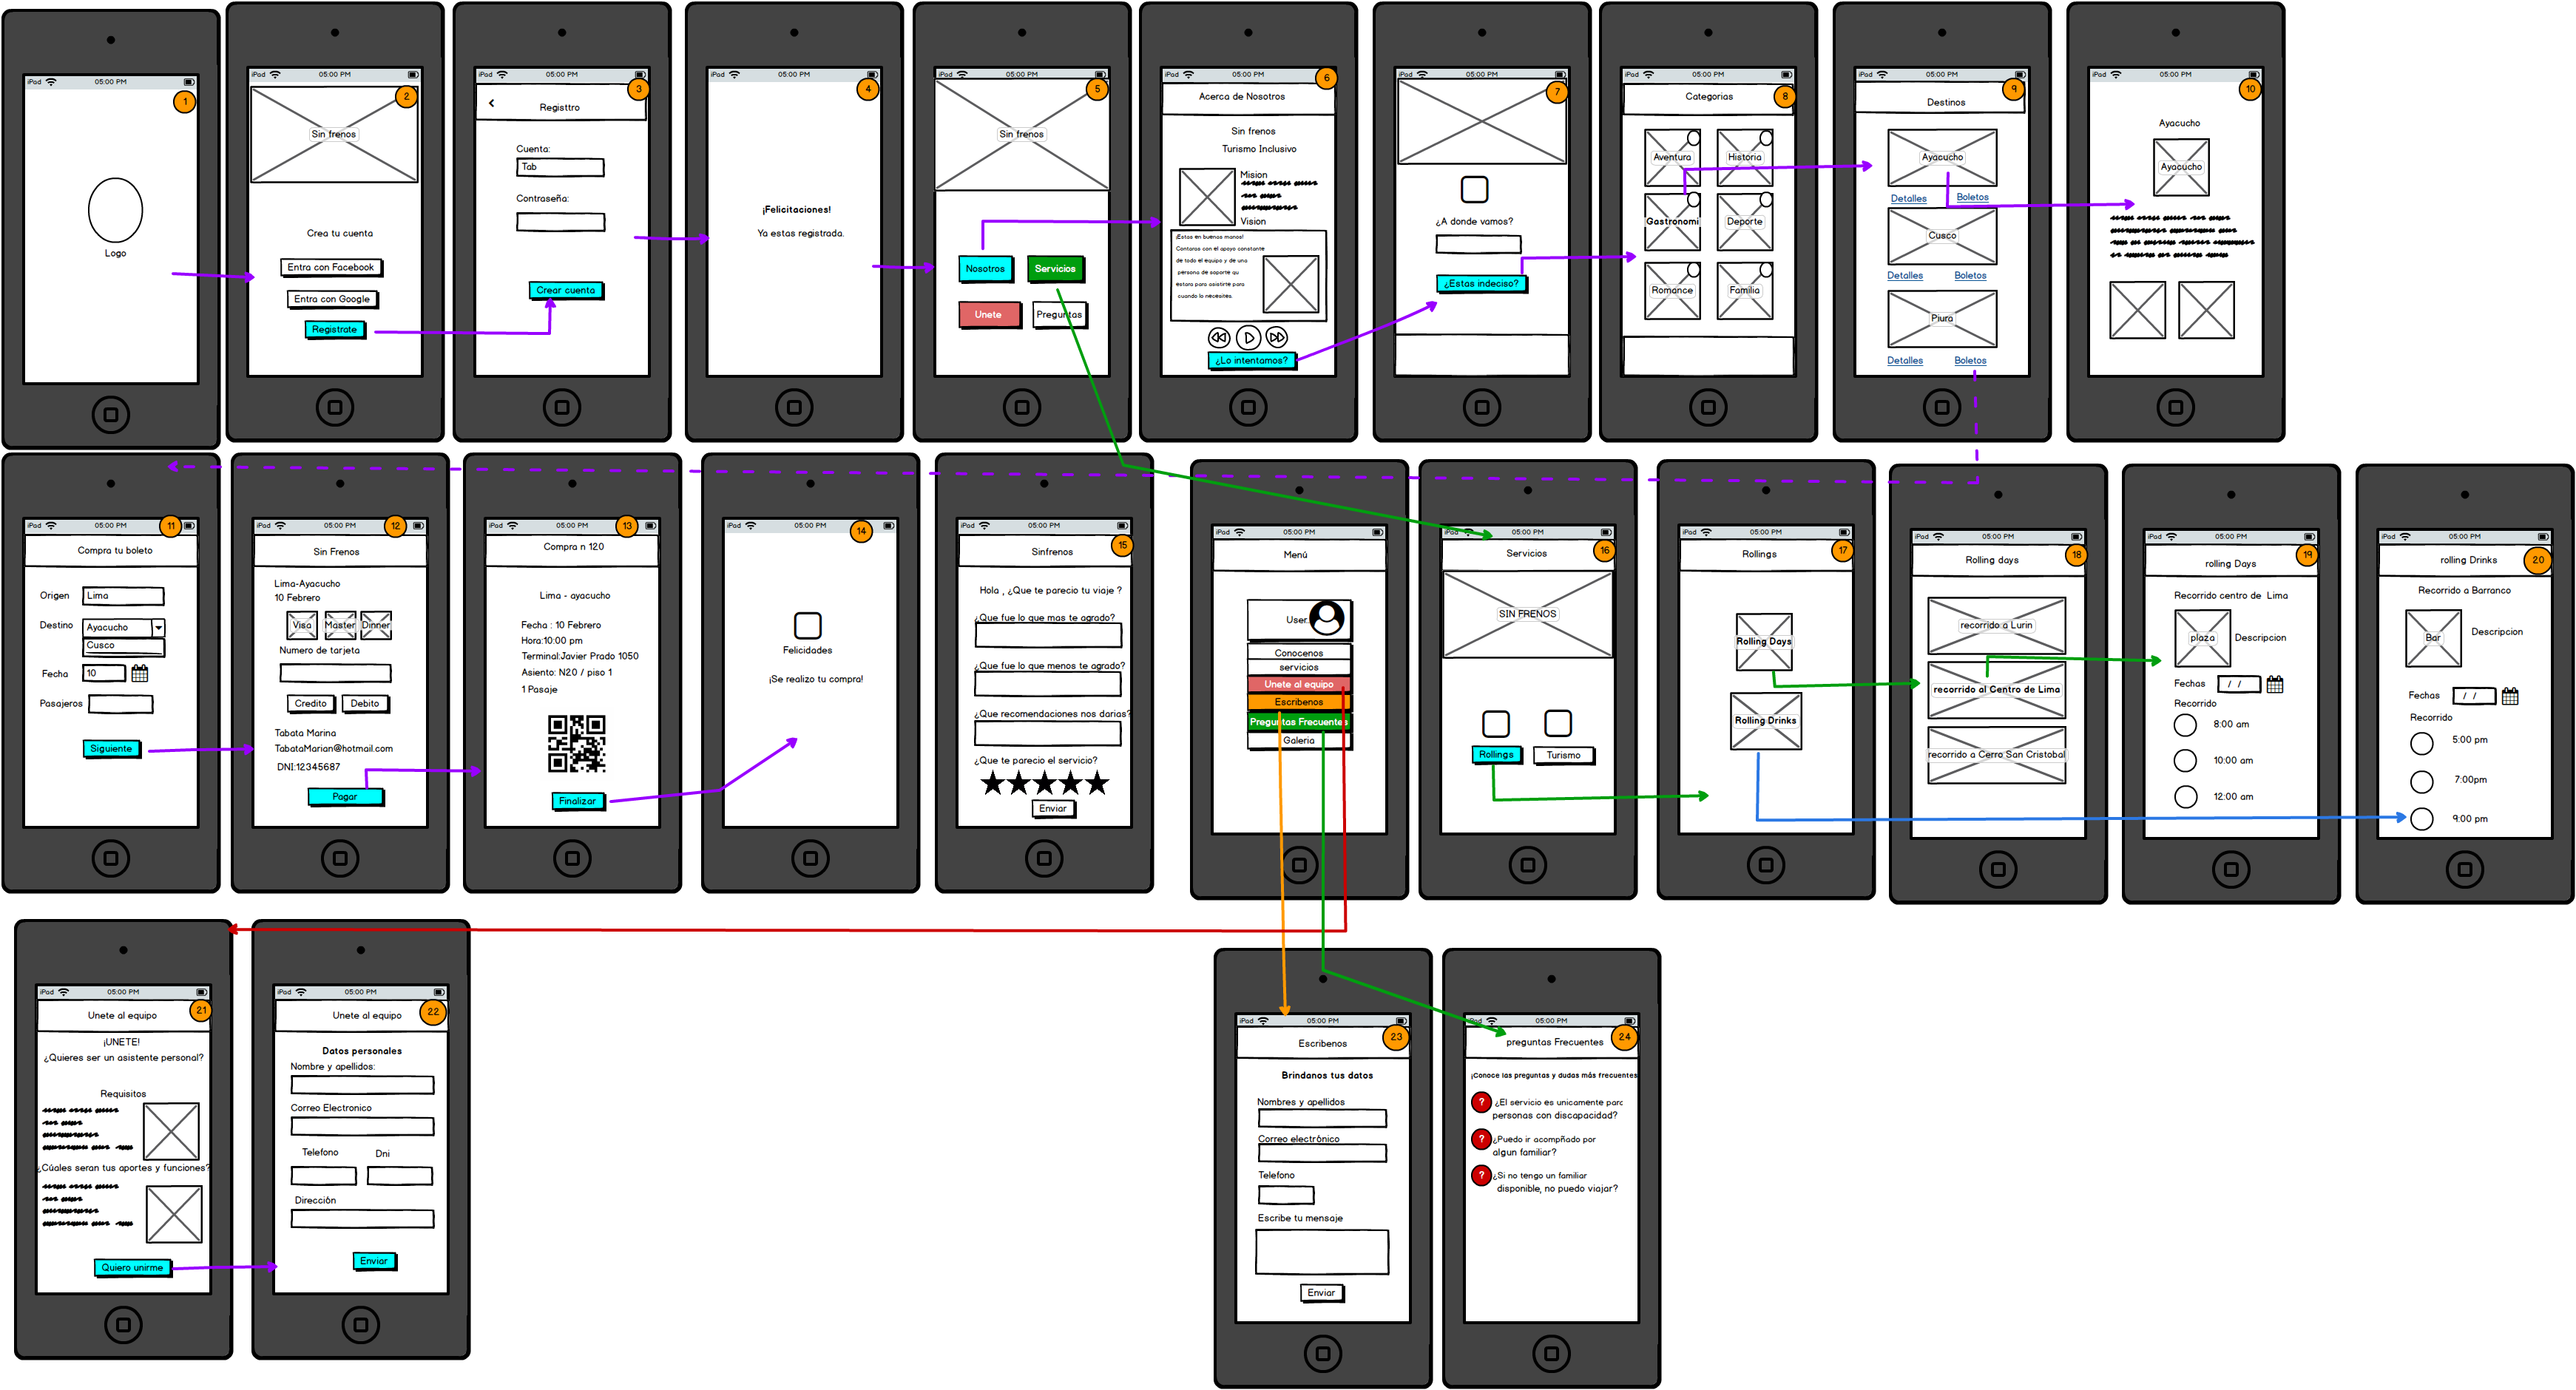 iPad 05:00 PM
1
Logo
iPad 05:00 PM
2
Sin frenos
Crea tu cuenta
Entra con Facebook
Entra con Google
Registrate
iPad 05:00 PM
3
Registtro
Cuenta:
Tab
Contraseña:
Crear cuenta
iPad 05:00 PM
4
¡Felicitaciones!
Ya estas registrada.
iPad 05:00 PM
5
Sin frenos
Nosotros
Servicios
Unete
Preguntas
iPad 05:00 PM
6
Acerca de Nosotros
Sin frenos
Turismo Inclusivo
Mision
Vision
¡Estas en buenas manos!
Contaras con el apoyo constante
de todo el equipo y de una
persona de soporte qu
estara para asistirte para
cuando lo nécésites.
¿Lo intentamos?
iPad 05:00 PM
7
¿A donde vamos?
¿Estas indeciso?
iPad 05:00 PM
8
Categorias
Aventura
Historia
Gastronomi
Deporte
Romance
Familia
iPad 05:00 PM
9
Destinos
Ayacucho
Detalles Boletos
Cusco
Detalles Boletos
Piura
Detalles Boletos
iPad 05:00 PM
10
Ayacucho
Ayacucho
iPad 05:00 PM
11
Compra tu boleto
Origen Lima
Destino Ayacucho
Cusco
Fecha 10
Pasajeros
Siguiente
iPad 05:00 PM
12
Sin Frenos
Lima-Ayacucho
10 Febrero
Visa Master Dinner
Numero de tarjeta
Credito Debito
Tabata Marina
TabataMarian@hotmail.com
DNI:12345687
Pagar
iPad 05:00 PM
13
Compra n 120
Lima - ayacucho
Fecha : 10 Febrero
Hora:10:00 pm
Terminal:Javier Prado 1050
Asiento: N20 / piso 1
1 Pasaje
Finalizar
iPad 05:00 PM
14
Felicidades
¡Se realizo tu compra!
iPad 05:00 PM
15
Sinfrenos
Hola , ¿Que te parecio tu viaje ?
¿Que fue lo que mas te agrado?
¿Que fue lo que menos te agrado?
¿Que recomendaciones nos darias?
¿Que te parecio el servicio?
Enviar
iPad 05:00 PM
Menú
User
Conocenos
servicios
Unete al equipo
Escribenos
Preguntas Frecuentes
Galeria
iPad 05:00 PM
16
Servicios
SIN FRENOS
Rollings
Turismo
iPad 05:00 PM
17
Rollings
Rolling Days
Rolling Drinks
iPad 05:00 PM
18
Rolling days
recorrido a Lurin
recorrido al Centro de Lima
recorrido a Cerro San Cristobal
iPad 05:00 PM
19
rolling Days
Recorrido centro de Lima
plaza
Descripcion
Fechas / /
Recorrido
8:00 am
10:00 am
12:00 am
iPad 05:00 PM
20
rolling Drinks
Recorrido a Barranco
Bar
Descripcion
Fechas / /
Recorrido
5:00 pm
7:00pm
9:00 pm
iPad 05:00 PM
21
Unete al equipo
¡UNETE!
¿Quieres ser un asistente personal?
Requisitos
¿Cúales seran tus aportes y funciones?
Quiero unirme
iPad 05:00 PM
22
Unete al equipo
Datos personales
Nombre y apellidos:
Correo Electronico
Telefono Dni
Dirección
Enviar
iPad 05:00 PM
23
Escribenos
Brindanos tus datos
Nombres y apellidos
Correo electrónico
Telefono
Escribe tu mensaje
Enviar
iPad 05:00 PM
24
preguntas Frecuentes
¡Conoce las preguntas y dudas más frecuentes
? ¿El servicio es unicamente para
personas con discapacidad?
? ¿Puedo ir acompñado por
algun familiar?
? ¿Si no tengo un familiar
disponible, no puedo viajar?